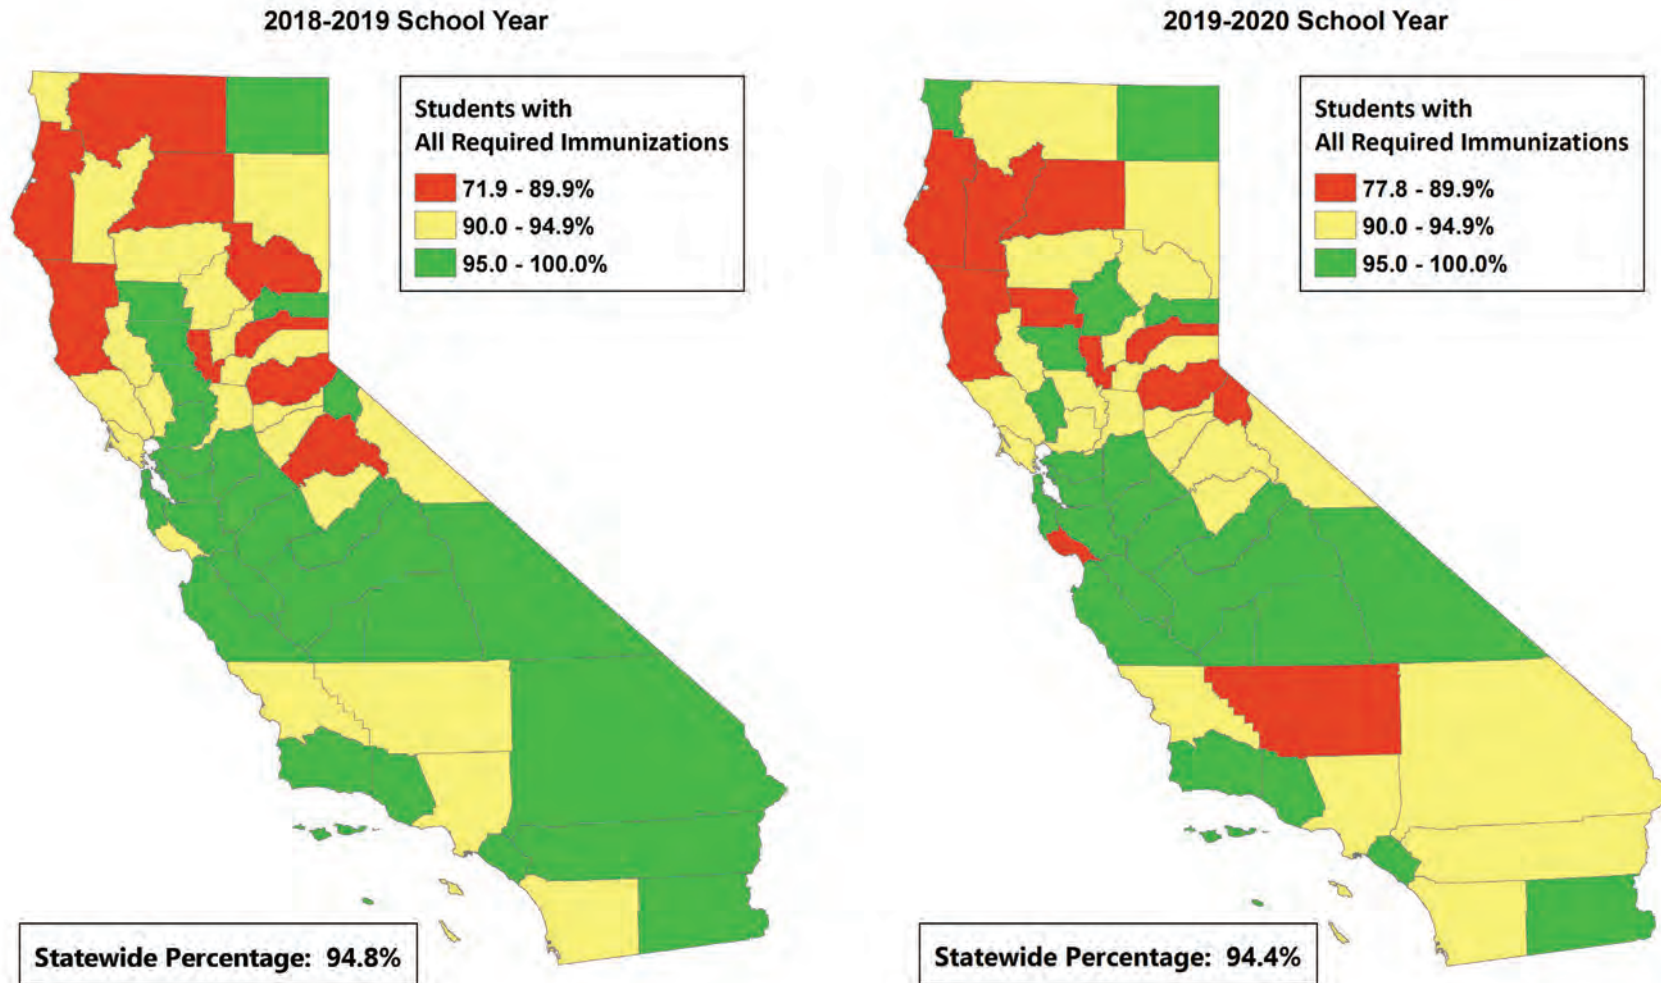 2018-2019 School Year
Students with
All Required Immunizations
71.9 - 89.9%
90.0 - 94.9%
95.0 - 100.0%
Statewide Percentage: 94.8%
2019-2020 School Year
Students with
All Required Immunizations
77.8 - 89.9%
90.0 - 94.9%
95.0 - 100.0%
Statewide Percentage: 94.4%